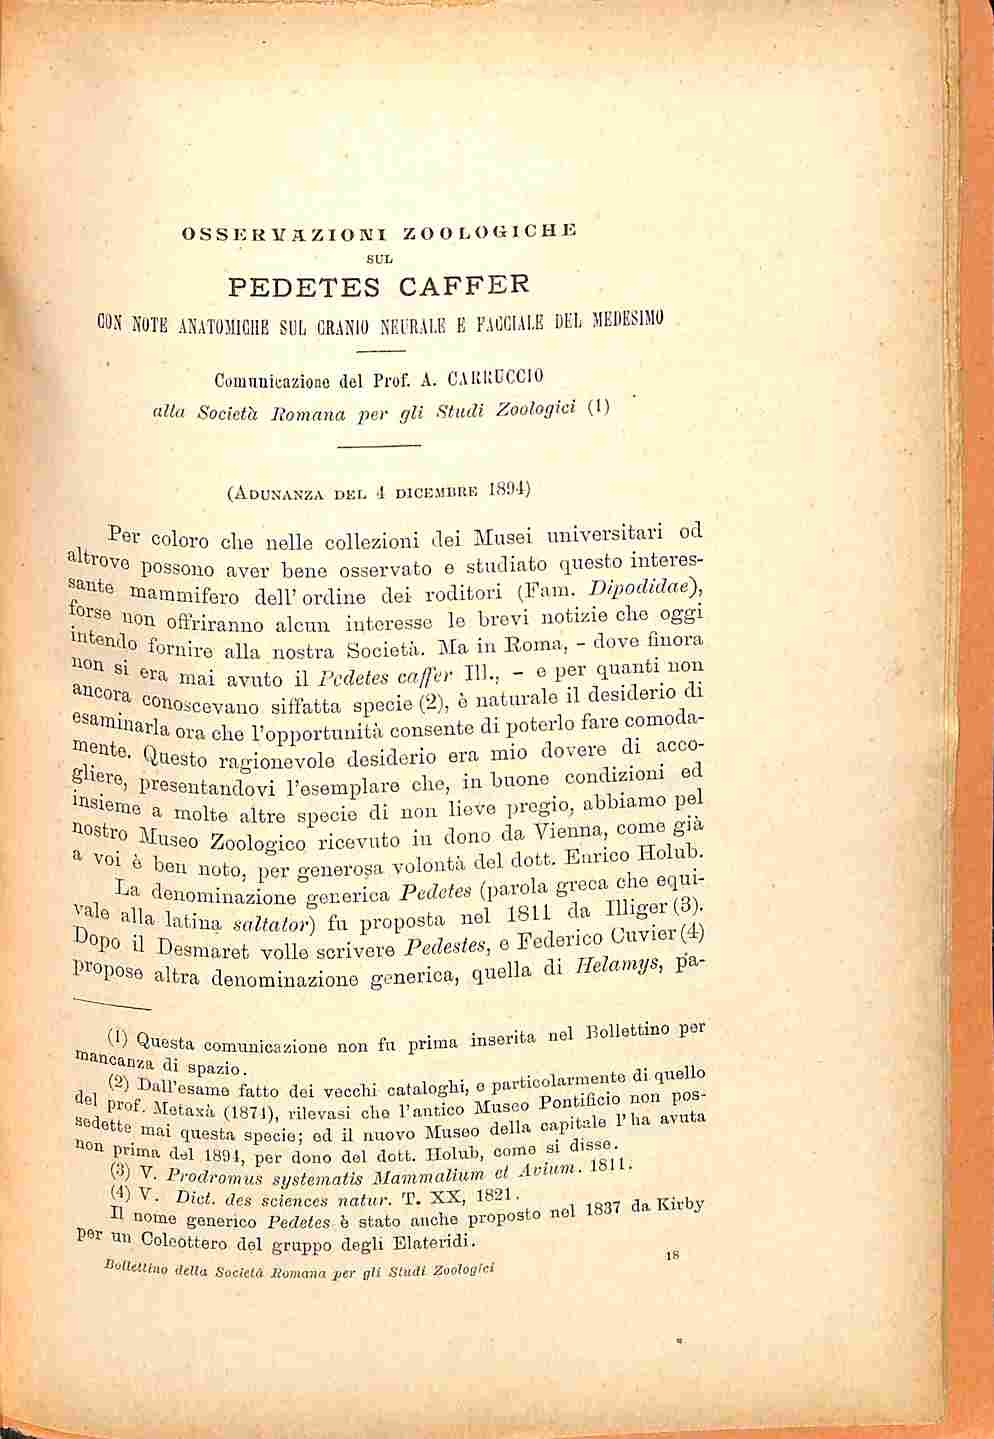 OSSERVAZIONI ZOOLOGICHE
SUL
PEDETES CAFFER
CON NOTE ANATOMICHE SUL CRANIO NEURALE E FACCIALE DEL MEDESIMO
Comunicazione del Prof. A. CARRUCCIO
alla Società Romana per gli Studi Zoologici (1)
(ADUNANZA DEL 4 DICEMBRE 1894)
Per coloro che nelle collezioni dei Musei universitari od
altrove possono aver bene osservato e studiato questo interes-
sante mammifero dell' ordine dei roditori (Fam. Dipodidae),
forse non offriranno alcun interesse le brevi notizie che oggi
intendo fornire alla nostra Società. Ma in Roma, - dove finora
non si era mai avuto il Pedetes caffer Ill., - e per quanti non
ancora conoscevano siffatta specie (2), è naturale il desiderio di
esaminarla ora che l'opportunità consente di poterlo fare comoda-
mente. Questo ragionevole desiderio era mio dovere di acco-
gliere, presentandovi l'esemplare che, in buone condizioni ed
insieme a molte altre specie di non lieve pregio, abbiamo pel
nostro Museo Zoologico ricevuto in dono da Vienna, come già
a voi è ben noto, per generosa volontà del dott. Enrico Holub.
La denominazione generica Pedetes (parola greca che equi-
vale alla latina saltator) fu proposta nel 1811 da Illiger (3).
Dopo il Desmaret volle scrivere Pedestes, e Federico Cuvier (4)
propose altra denominazione generica, quella di Helamys, pa-
(1) Questa comunicazione non fu prima inserita nel Bollettino per
mancanza di spazio.
(2) Dall'esame fatto dei vecchi cataloghi, e particolarmente di quello
del prof. Metaxà (1871), rilevasi che l'antico Museo Pontificio non pos-
sedette mai questa specie; ed il nuovo Museo della capitale l'ha avuta
non prima del 1894, per dono del dott. Holub, come si disse.
(3) V. Prodromus systematis Mammalium et Avium. 1811.
(4) V. Dict. des sciences natur. T. XX, 1821.
Il nome generico Pedetes è stato anche proposto nel 1837 da Kirby
per un Coleottero del gruppo degli Elateridi.
Bollettino della Società Romana per gli Studi Zoologici
18